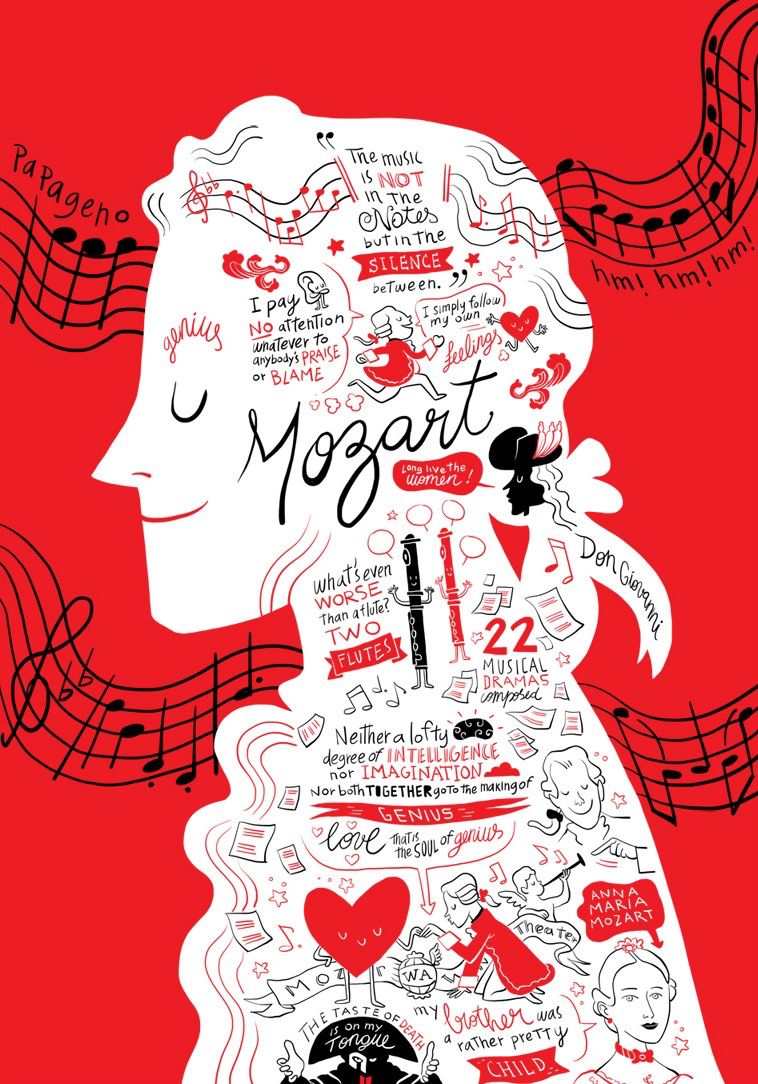 PaPageno
hm! hm! hm!
"The music
is NOT
in the
Notes
but in the
SILENCE
between."
I pay
NO attention
whatever to
anybody's PRAISE
or BLAME
I simply follow
my own
feelings
genius
Mozart
Long live the
women!
Don Giovanni
what's even
WORSE
than a flute?
TWO
FLUTES
22
MUSICAL
DRAMAS
composed
Neither a lofty
degree of INTELLIGENCE
nor IMAGINATION
Nor both TOGETHER go to the making of
GENIUS
love that is
the SOUL of genius
Theater
ANNA
MARIA
MOZART
MOZ
WA
THE TASTE OF DEATH
is on my
Tongue
my brother was
a rather pretty
CHILD